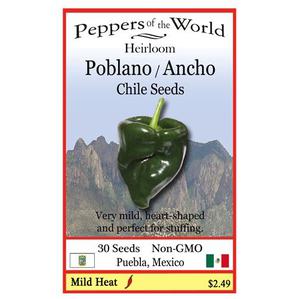 Peppers of the World
Heirloom
Poblano / Ancho
Chile Seeds
Very mild, heart-shaped
and perfect for stuffing.
30 Seeds Non-GMO
Puebla, Mexico
Mild Heat $2.49